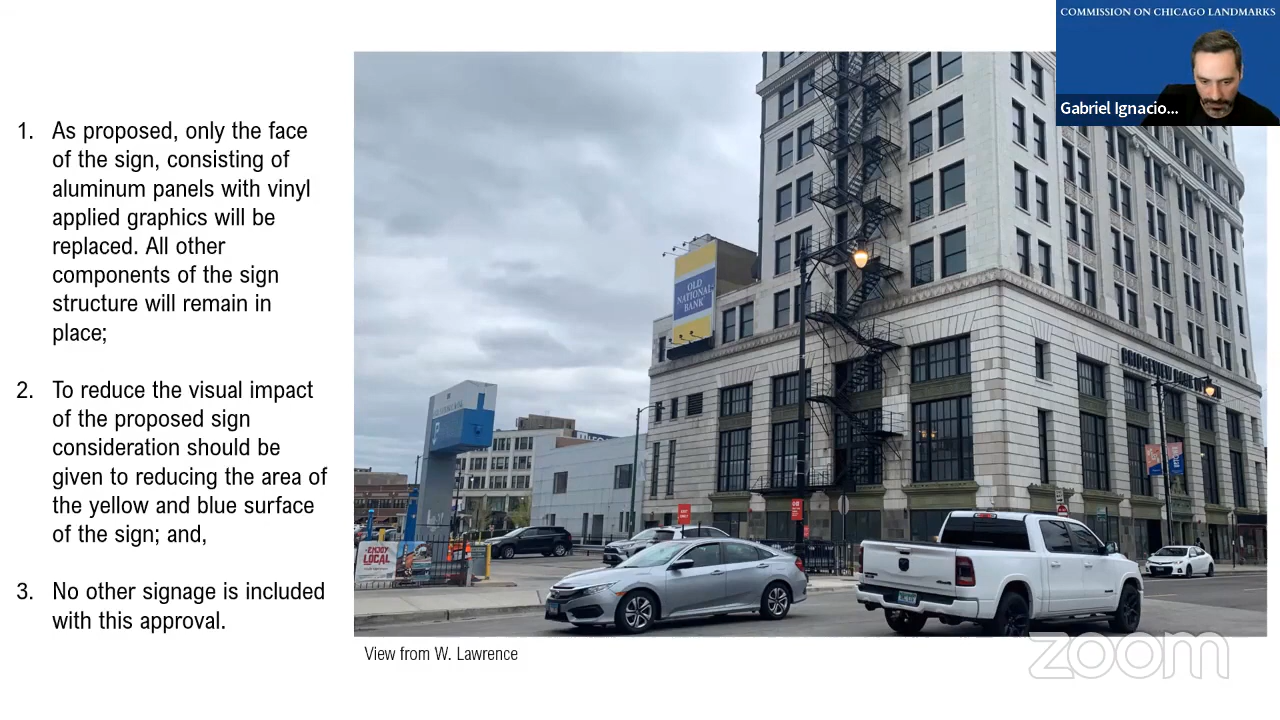 COMMISSION ON CHICAGO LANDMARKS
Gabriel Ignacio...
1. As proposed, only the face
of the sign, consisting of
aluminum panels with vinyl
applied graphics will be
replaced. All other
components of the sign
structure will remain in
place;
2. To reduce the visual impact
of the proposed sign
consideration should be
given to reducing the area of
the yellow and blue surface
of the sign; and,
3. No other signage is included
with this approval.
OLD
NATIONAL
BANK
BRIDGEVIEW BANK
ENJOY
LOCAL
View from W. Lawrence
zoom